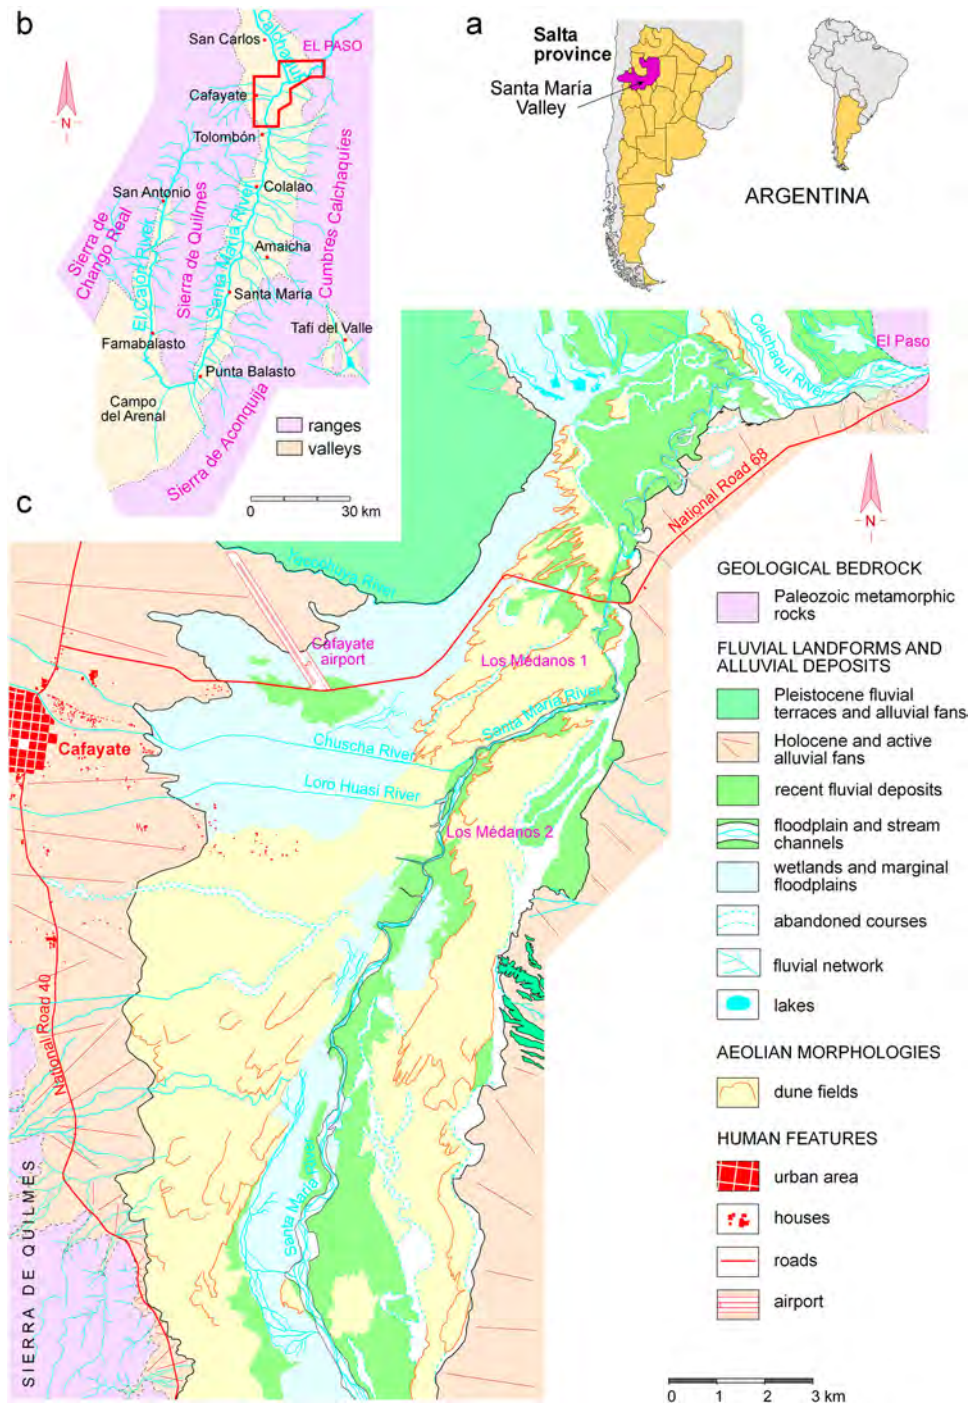 b
San Carlos
Calchaquí
EL PASO
N
Cafayate
Tolombón
San Antonio
Colalao
Sierra de
Chango Real
El Cajón River
Sierra de Quilmes
Santa María River
Amaicha
Cumbres Calchaquíes
Santa María
Tafí del Valle
Famabalasto
Punta Balasto
Campo
del Arenal
Sierra de Aconquija
ranges
valleys
0
30 km
a
Salta
province
Santa María
Valley
ARGENTINA
c
El Paso
Calchaquí River
National Road 68
N
Yacochuya River
Cafayate
airport
Los Médanos 1
Santa María River
Chuscha River
Cafayate
Loro Huasi River
Los Médanos 2
National Road 40
Santa María River
SIERRA DE QUILMES
GEOLOGICAL BEDROCK
Paleozoic metamorphic
rocks
FLUVIAL LANDFORMS AND
ALLUVIAL DEPOSITS
Pleistocene fluvial
terraces and alluvial fans
Holocene and active
alluvial fans
recent fluvial deposits
floodplain and stream
channels
wetlands and marginal
floodplains
abandoned courses
fluvial network
lakes
AEOLIAN MORPHOLOGIES
dune fields
HUMAN FEATURES
urban area
houses
roads
airport
0 1 2 3 km